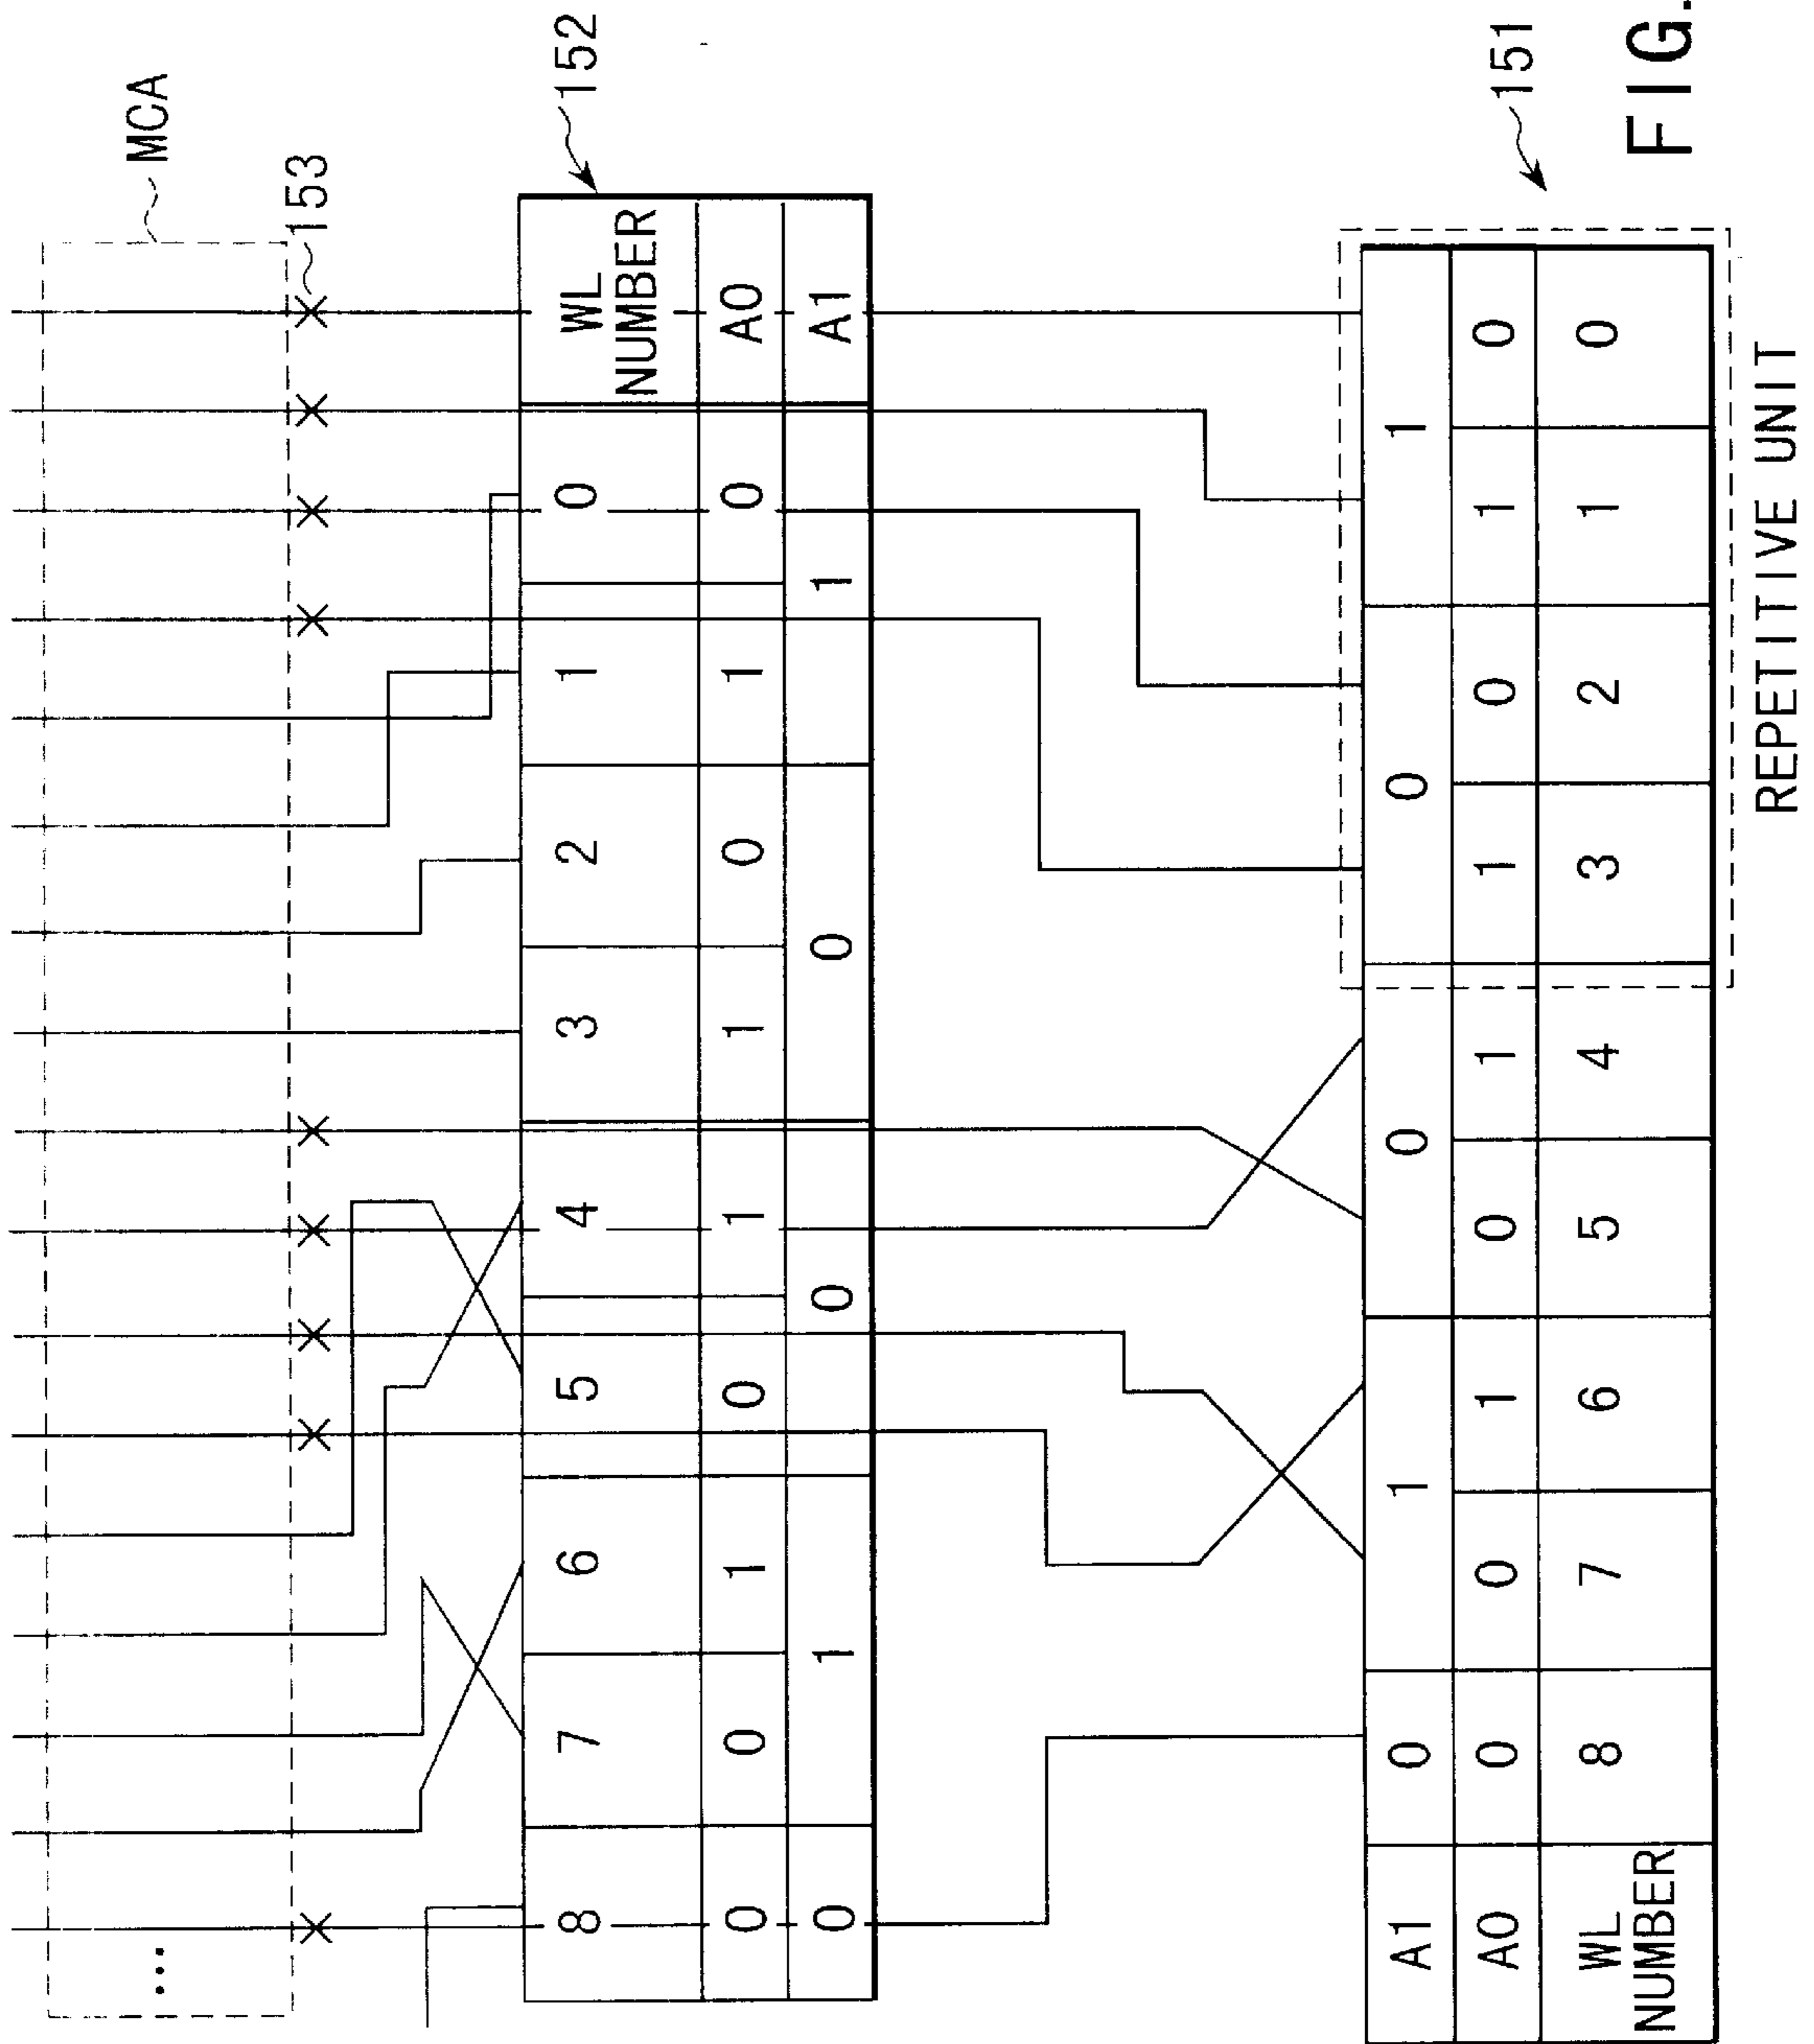 ... MCA
153
8 7 6 5 4 3 2 1 0 WL
NUMBER
152
0 0 1 0 1 1 0 1 0 A0
0 1 0 0 1 A1
A1 0 1 0 0 1
151
A0 0 0 1 0 1 1 0 1 0
WL
NUMBER 8 7 6 5 4 3 2 1 0
FIG.
REPETITIVE UNIT